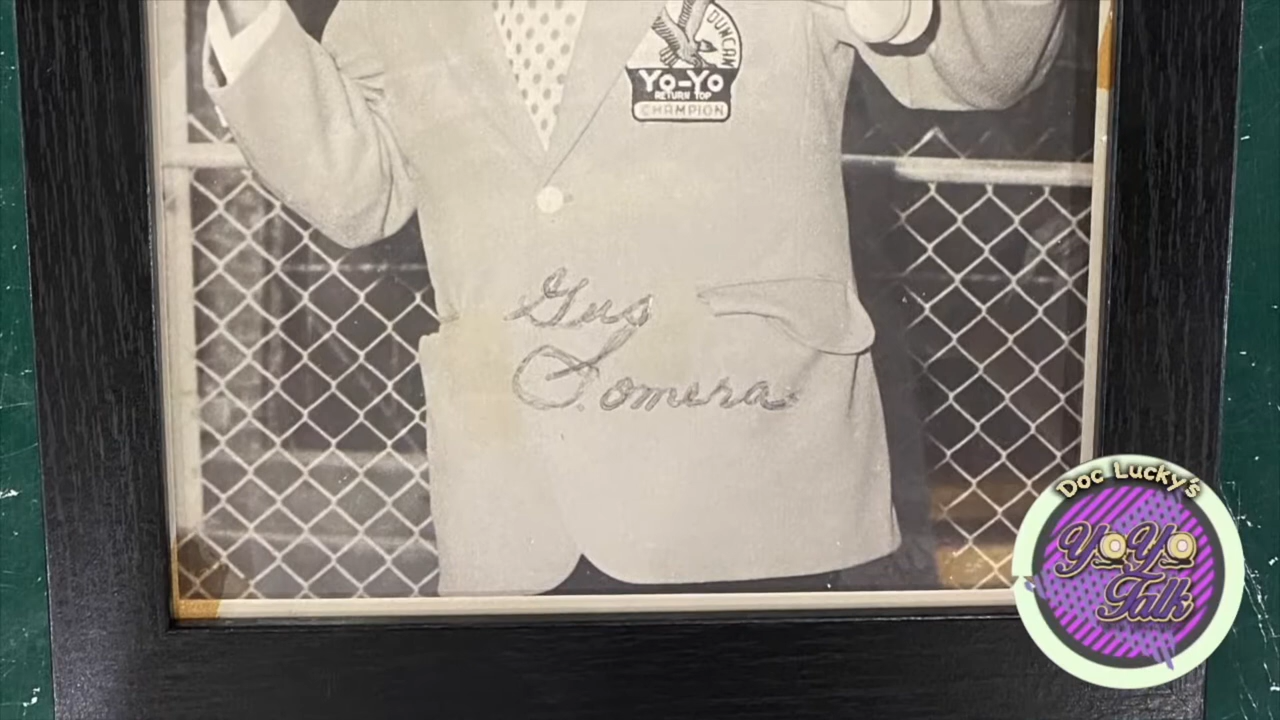 DUNCAN
Yo-Yo
RETURN TOP
CHAMPION
Gus
Somera
Doc Lucky's
YoYo
Talk